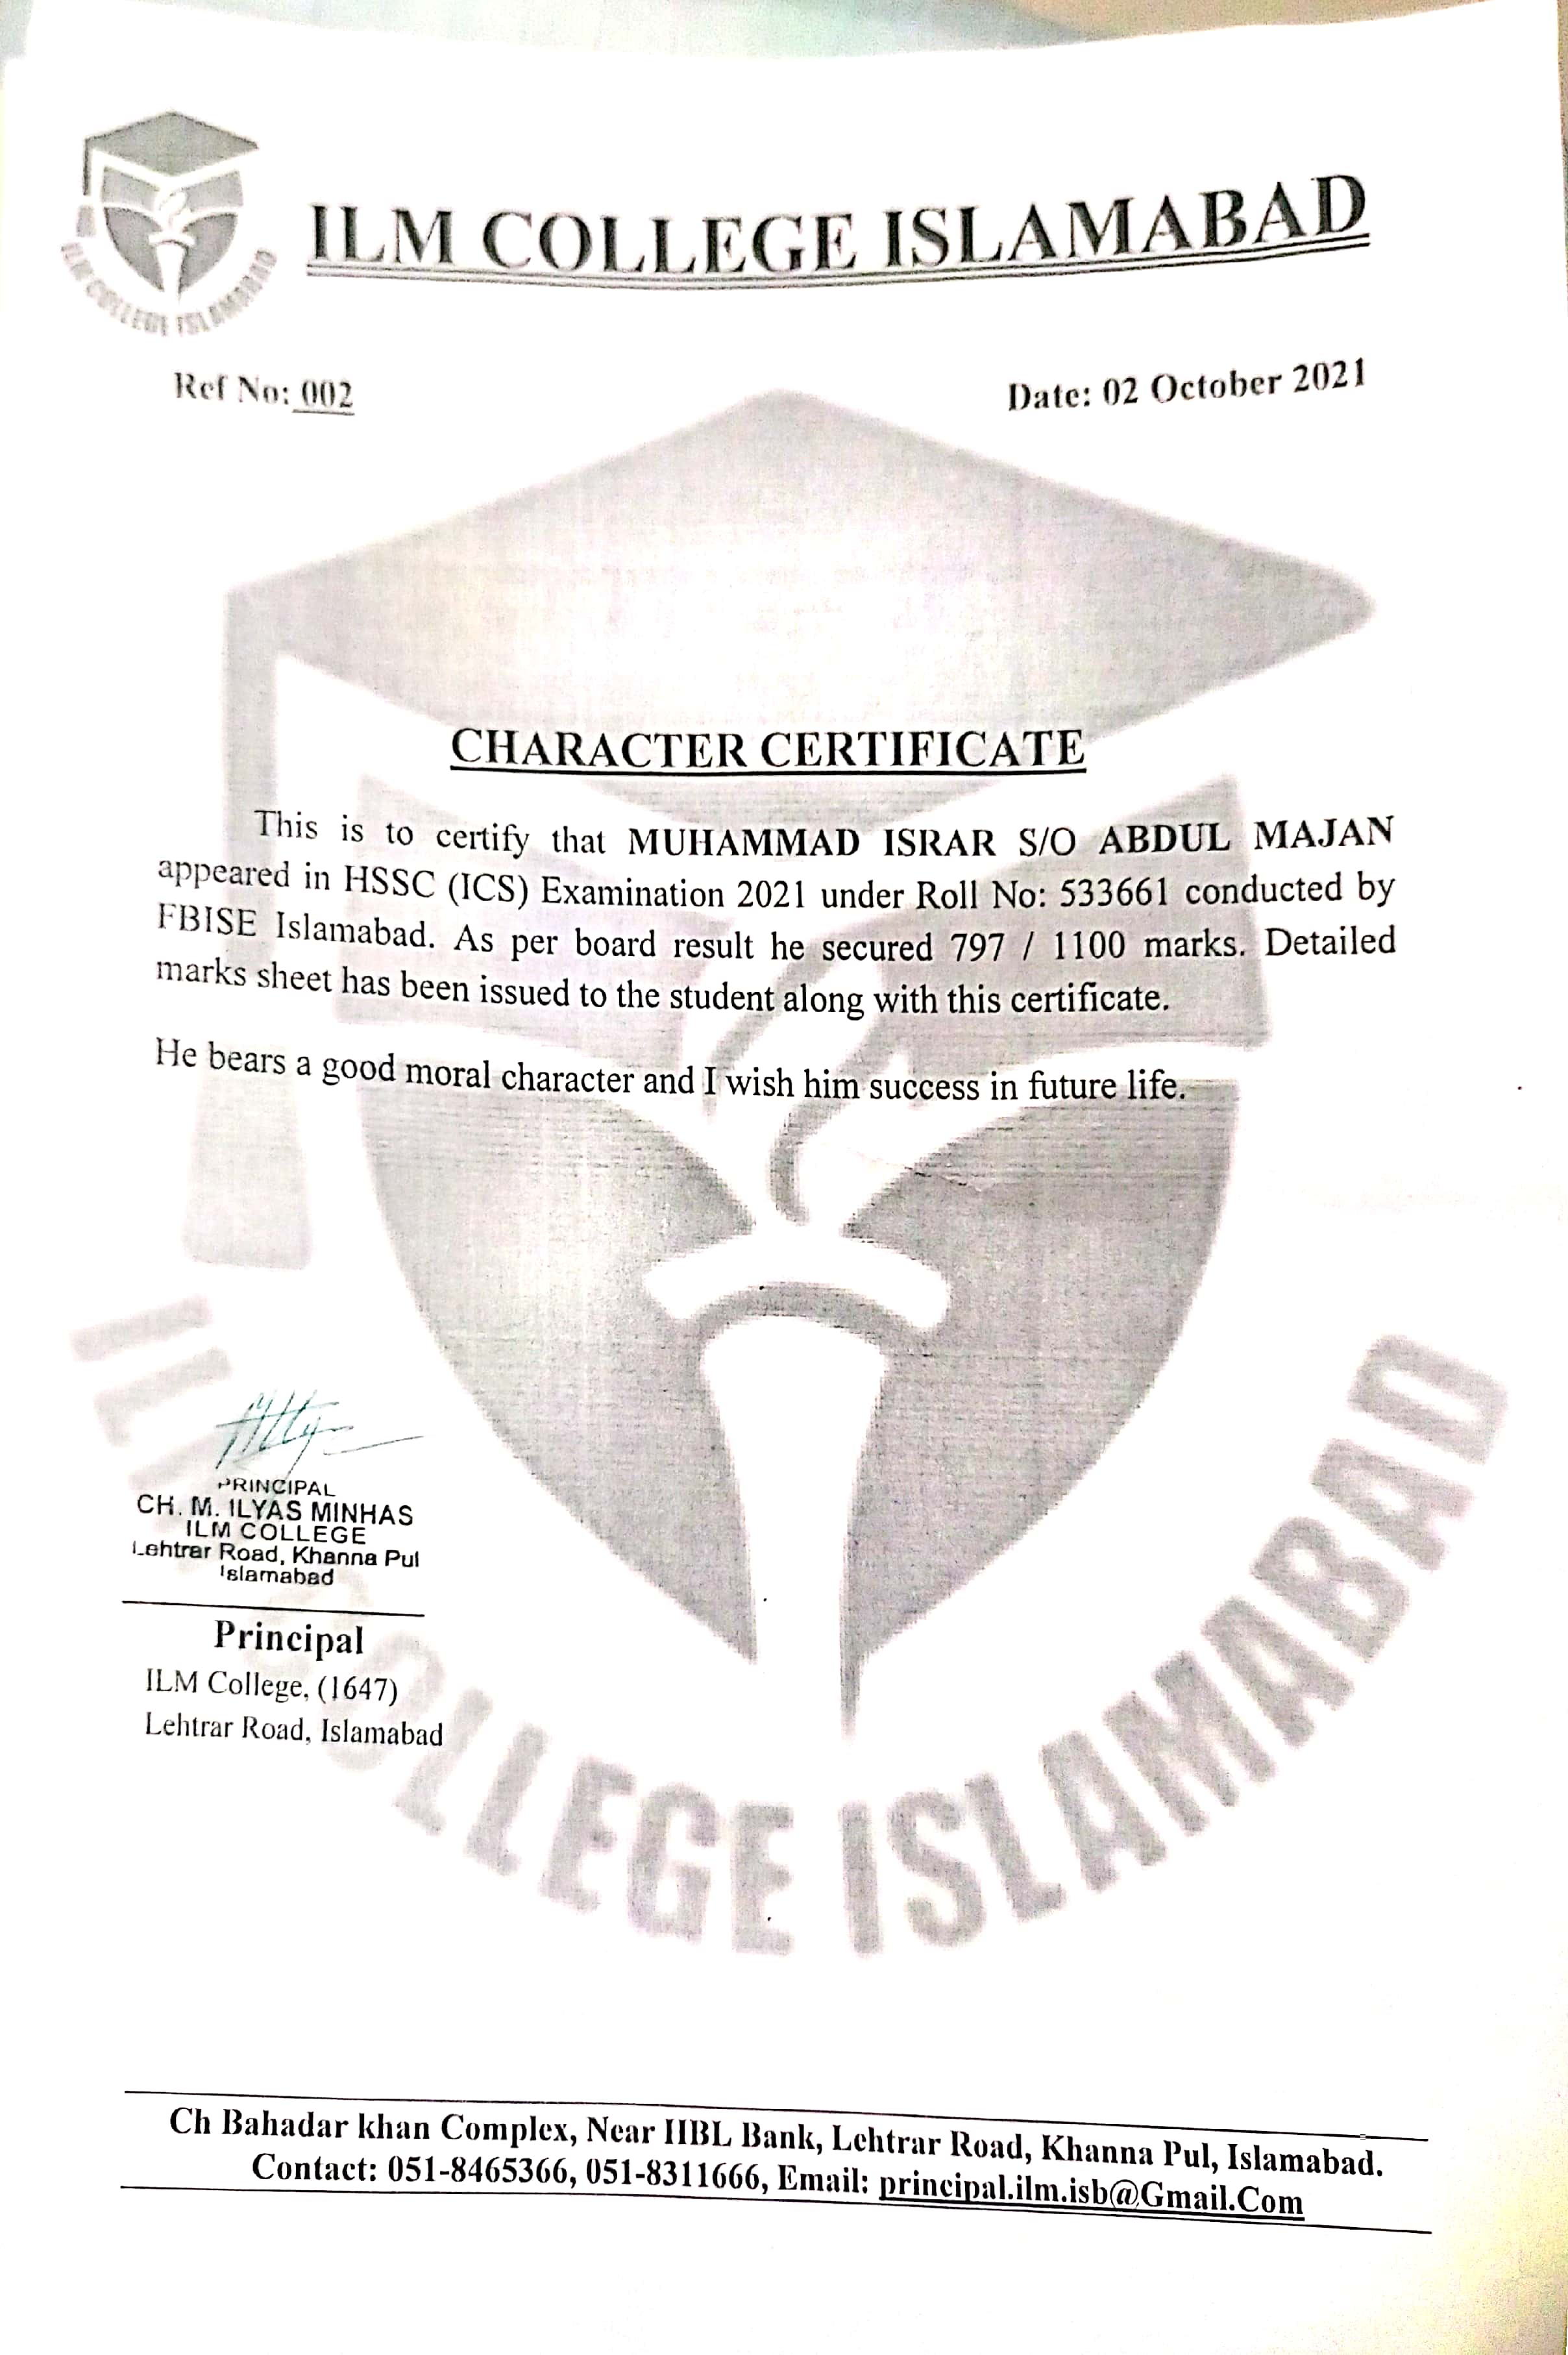 ILM COLLEGE ISLAMABAD
ILM COLLEGE ISLAMABAD
Ref No: 002
Date: 02 October 2021
CHARACTER CERTIFICATE
This is to certify that MUHAMMAD ISRAR S/O ABDUL MAJAN
appeared in HSSC (ICS) Examination 2021 under Roll No: 533661 conducted by
FBISE Islamabad. As per board result he secured 797 / 1100 marks. Detailed
marks sheet has been issued to the student along with this certificate.
He bears a good moral character and I wish him success in future life.
PRINCIPAL
CH. M. ILYAS MINHAS
ILM COLLEGE
Lehtrar Road, Khanna Pul
Islamabad
Principal
ILM College, (1647)
Lehtrar Road, Islamabad
ILM COLLEGE ISLAMABAD
Ch Bahadar khan Complex, Near HBL Bank, Lehtrar Road, Khanna Pul, Islamabad.
Contact: 051-8465366, 051-8311666, Email: principal.ilm.isb@Gmail.Com